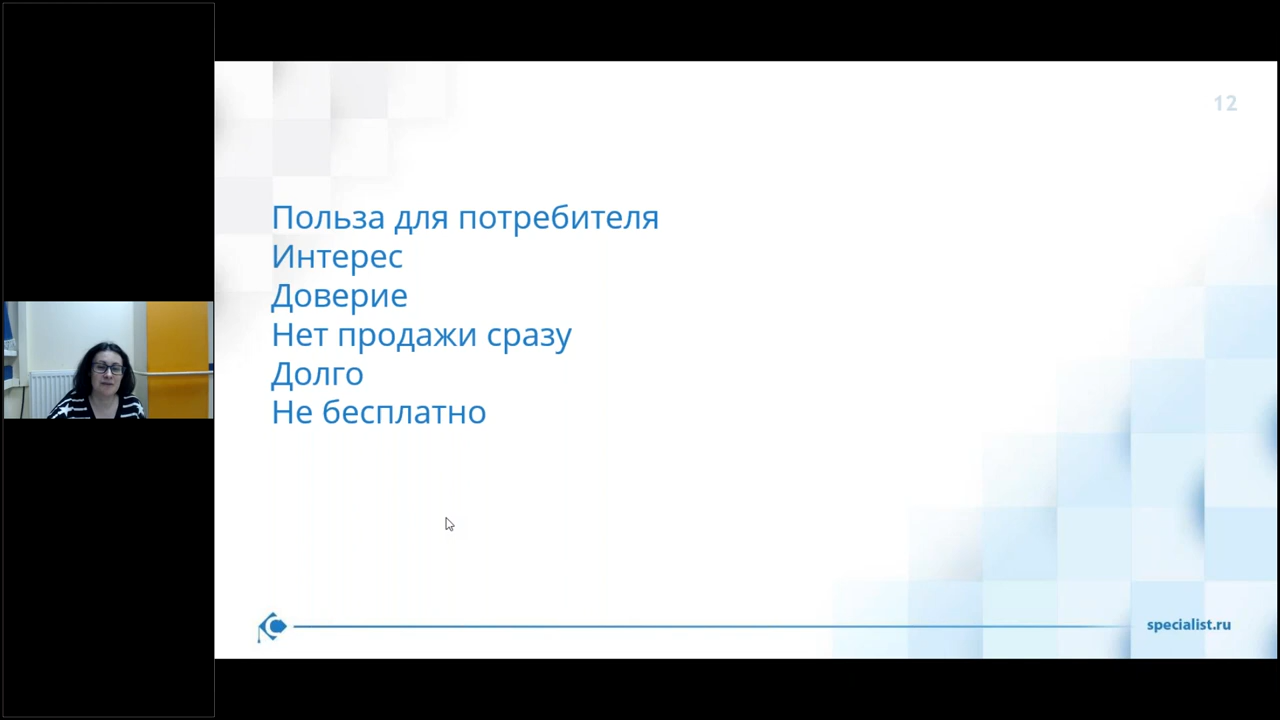 12
Польза для потребителя
Интерес
Доверие
Нет продажи сразу
Долго
Не бесплатно
specialist.ru